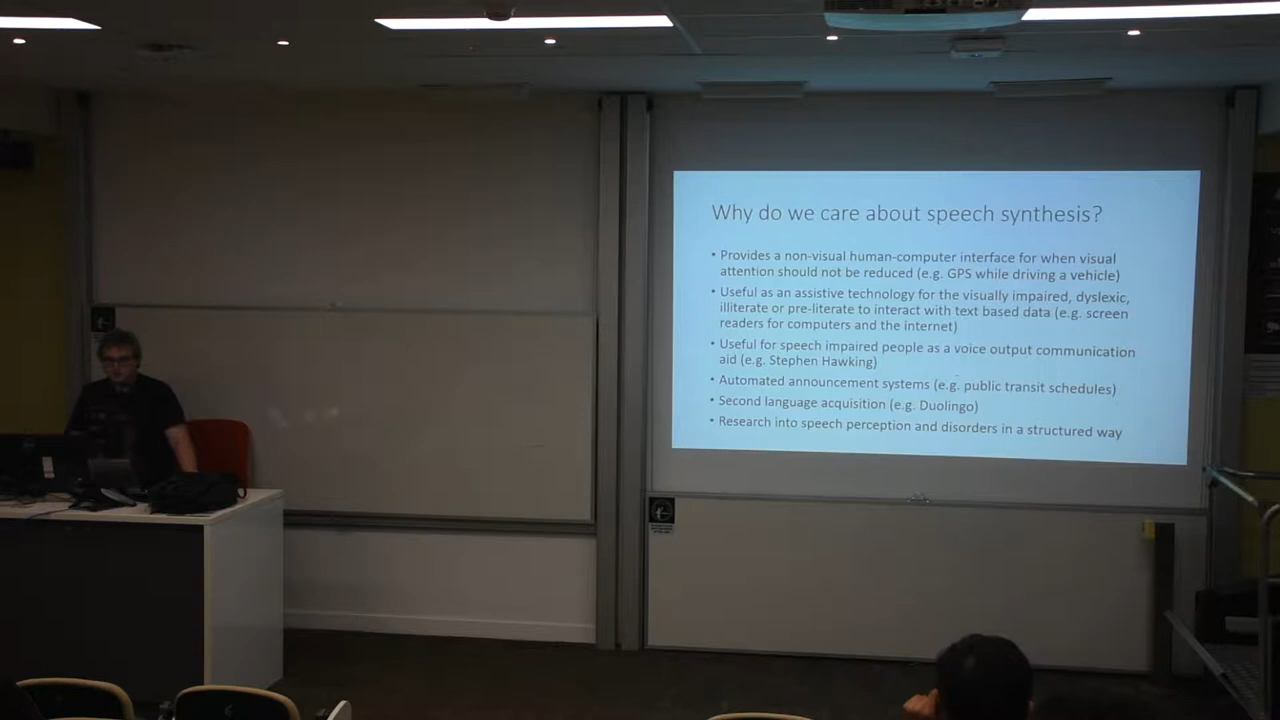 Why do we care about speech synthesis?
• Provides a non-visual human-computer interface for when visual
attention should not be reduced (e.g. GPS while driving a vehicle)
• Useful as an assistive technology for the visually impaired, dyslexic,
illiterate or pre-literate to interact with text based data (e.g. screen
readers for computers and the internet)
• Useful for speech impaired people as a voice output communication
aid (e.g. Stephen Hawking)
• Automated announcement systems (e.g. public transit schedules)
• Second language acquisition (e.g. Duolingo)
• Research into speech perception and disorders in a structured way